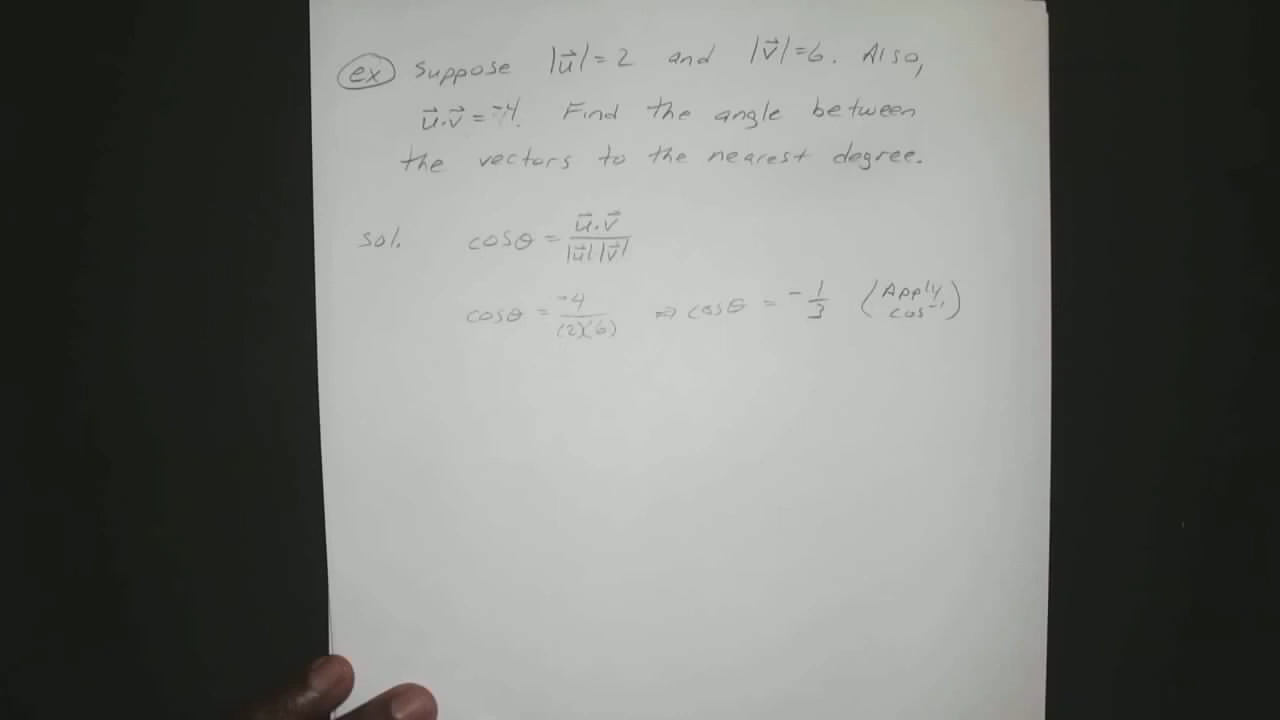 ex Suppose |u⃗|=2 and |v⃗|=6. Also,
u⃗·v⃗ = -4. Find the angle between
the vectors to the nearest degree.
sol. cosθ = u⃗·v⃗ / |u⃗||v⃗|
cosθ = -4 / (2)(6) ⇒ cosθ = -1/3 (Apply cos⁻¹)